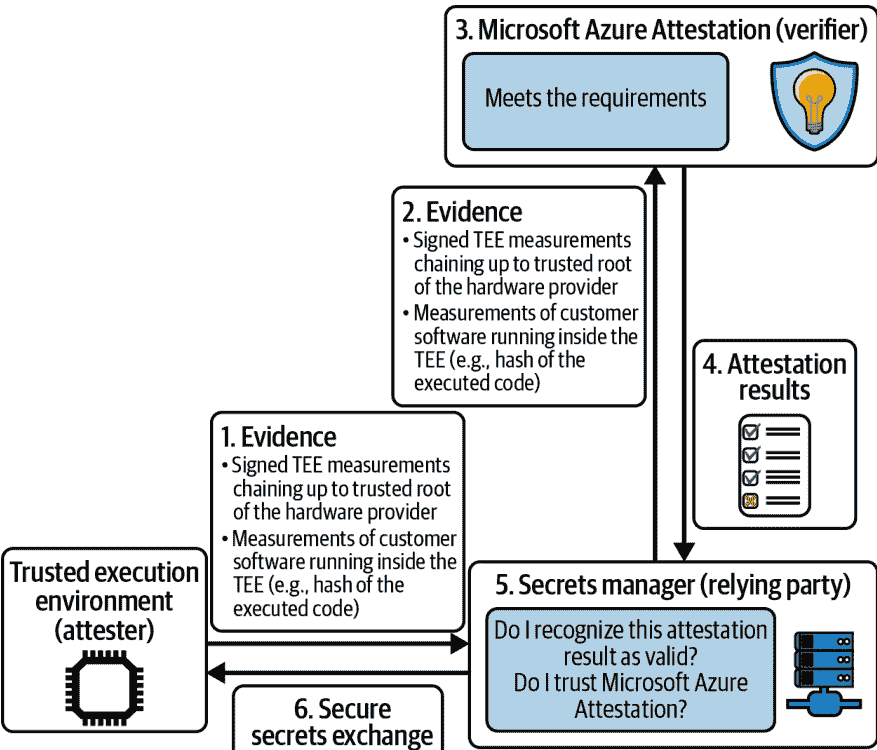 3. Microsoft Azure Attestation (verifier)
Meets the requirements
2. Evidence
• Signed TEE measurements
chaining up to trusted root
of the hardware provider
• Measurements of customer
software running inside the
TEE (e.g., hash of the
executed code)
4. Attestation
results
1. Evidence
• Signed TEE measurements
chaining up to trusted root
of the hardware provider
• Measurements of customer
software running inside the
TEE (e.g., hash of the
executed code)
Trusted execution
environment
(attester)
5. Secrets manager (relying party)
Do I recognize this attestation
result as valid?
Do I trust Microsoft Azure
Attestation?
6. Secure
secrets exchange